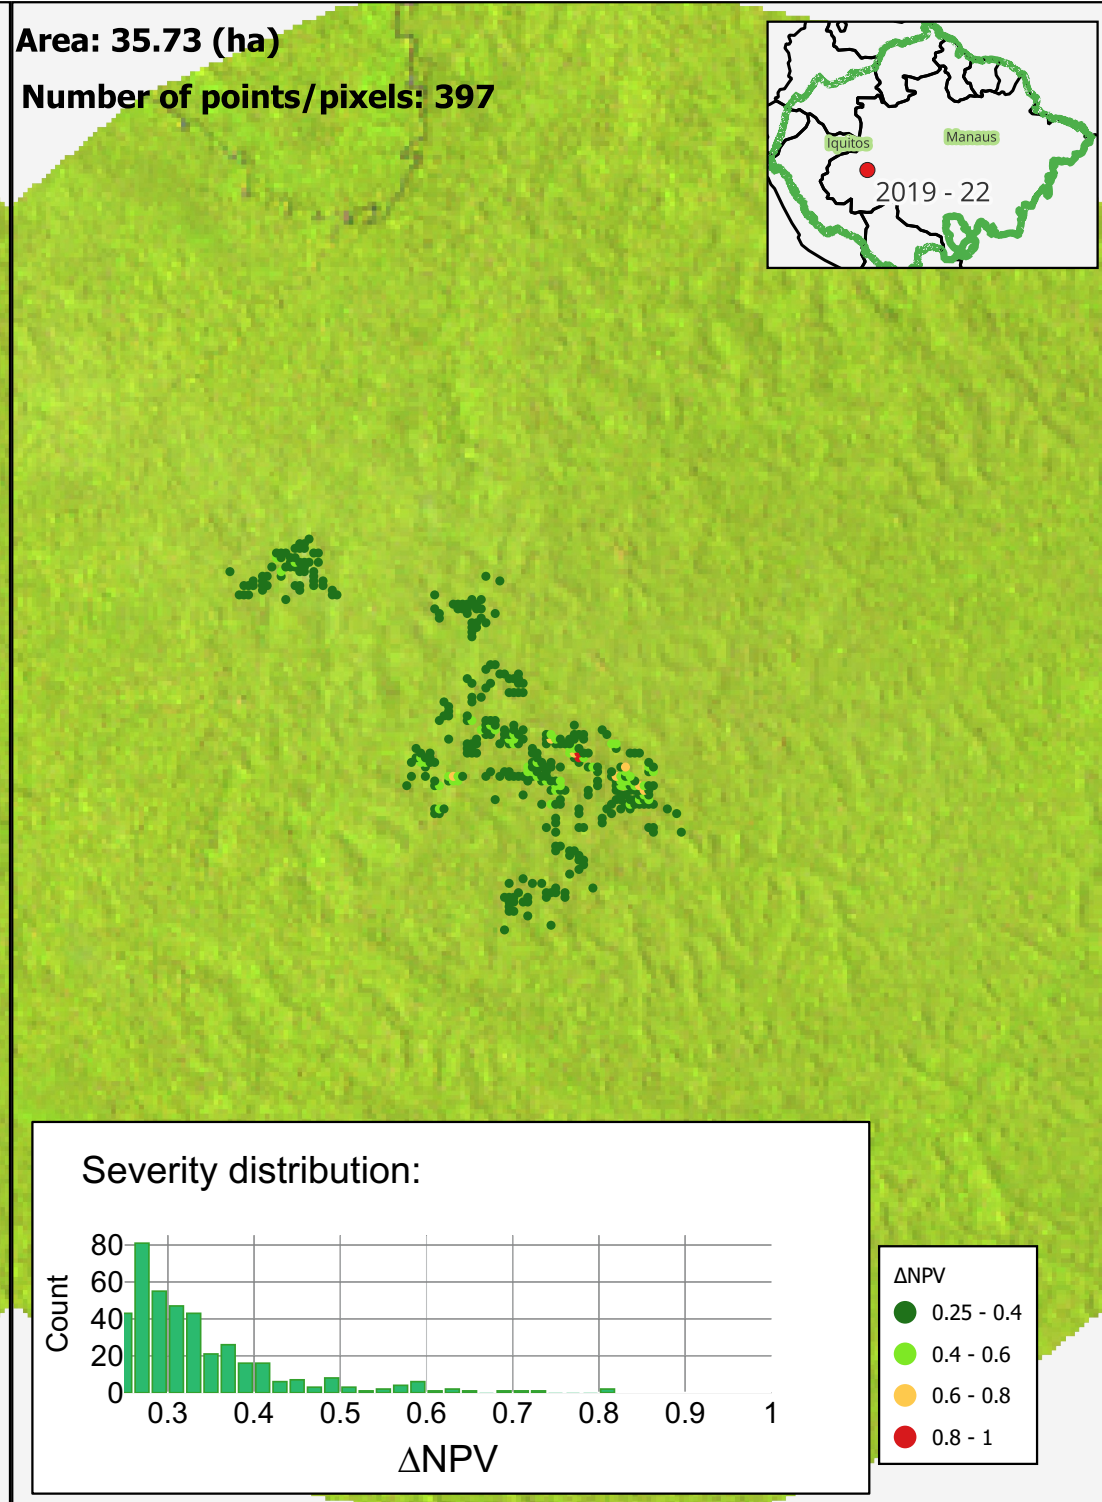 Area: 35.73 (ha)
Number of points/pixels: 397
Iquitos
Manaus
2019 - 22
Severity distribution:
Count
80
60
40
20
0
0.3 0.4 0.5 0.6 0.7 0.8 0.9 1
ΔNPV
ΔNPV
0.25 - 0.4
0.4 - 0.6
0.6 - 0.8
0.8 - 1